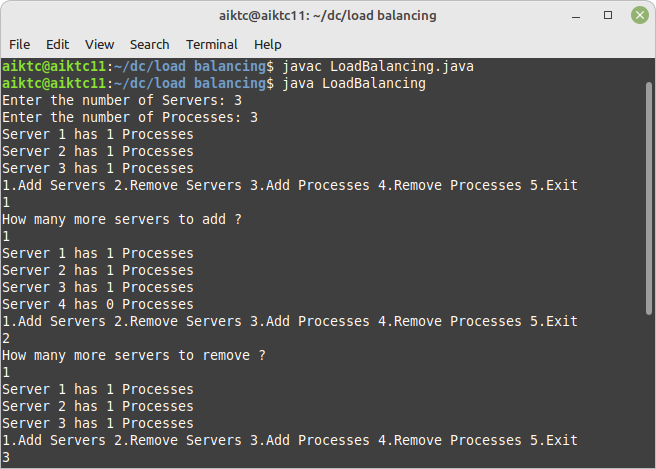 aiktc@aiktc11: ~/dc/load balancing
File Edit View Search Terminal Help
aiktc@aiktc11:~/dc/load balancing$ javac LoadBalancing.java
aiktc@aiktc11:~/dc/load balancing$ java LoadBalancing
Enter the number of Servers: 3
Enter the number of Processes: 3
Server 1 has 1 Processes
Server 2 has 1 Processes
Server 3 has 1 Processes
1.Add Servers 2.Remove Servers 3.Add Processes 4.Remove Processes 5.Exit
1
How many more servers to add ?
1
Server 1 has 1 Processes
Server 2 has 1 Processes
Server 3 has 1 Processes
Server 4 has 0 Processes
1.Add Servers 2.Remove Servers 3.Add Processes 4.Remove Processes 5.Exit
2
How many more servers to remove ?
1
Server 1 has 1 Processes
Server 2 has 1 Processes
Server 3 has 1 Processes
1.Add Servers 2.Remove Servers 3.Add Processes 4.Remove Processes 5.Exit
3